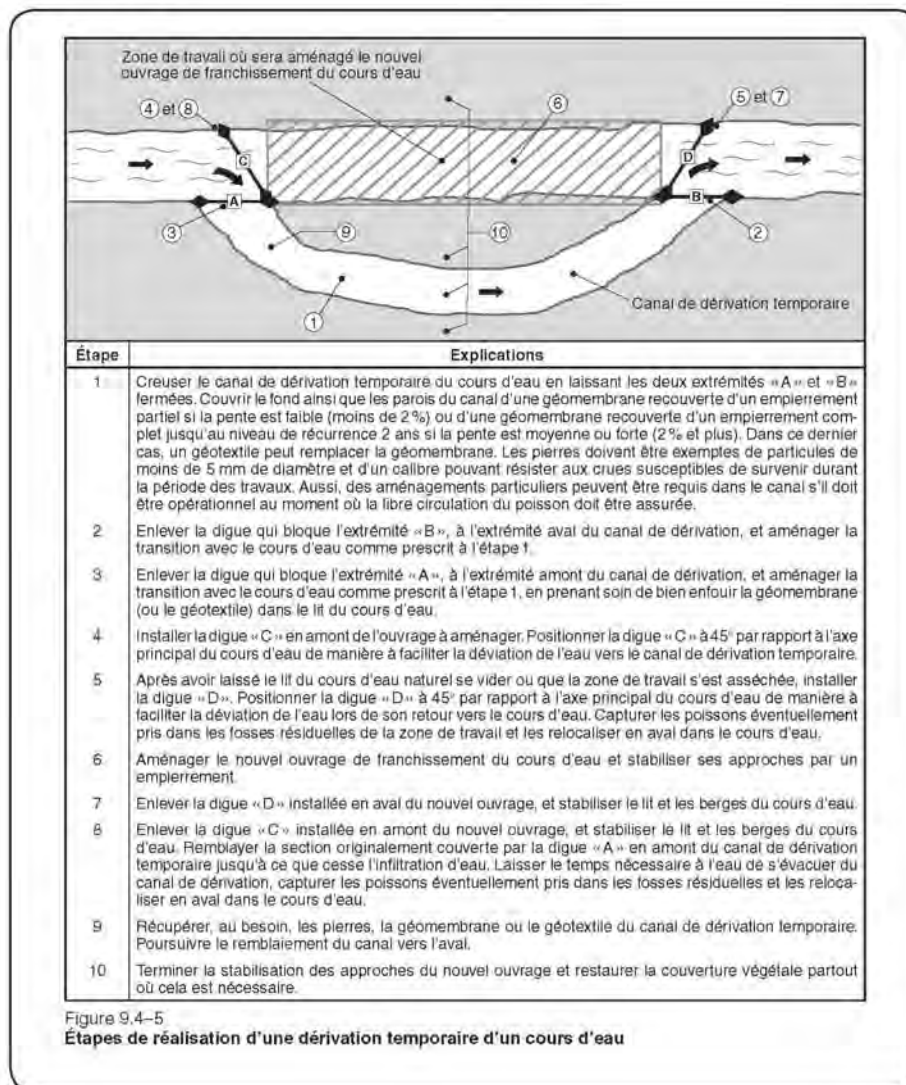 Zone de travail où sera aménagé le nouvel
ouvrage de franchissement du cours d'eau
④ et ⑧
⑥
⑤ et ⑦
C
D
A
B
③
⑨
⑩
②
①
Canal de dérivation temporaire
Étape
Explications
1
Creuser le canal de dérivation temporaire du cours d'eau en laissant les deux extrémités «A» et «B»
fermées. Couvrir le fond ainsi que les parois du canal d'une géomembrane recouverte d'un empierrement
partiel si la pente est faible (moins de 2%) ou d'une géomembrane recouverte d'un empierrement com-
plet jusqu'au niveau de récurrence 2 ans si la pente est moyenne ou forte (2% et plus). Dans ce dernier
cas, un géotextile peut remplacer la géomembrane. Les pierres doivent être exemptes de particules de
moins de 5 mm de diamètre et d'un calibre pouvant résister aux crues susceptibles de survenir durant
la période des travaux. Aussi, des aménagements particuliers peuvent être requis dans le canal s'il doit
être opérationnel au moment où la libre circulation du poisson doit être assurée.
2
Enlever la digue qui bloque l'extrémité «B», à l'extrémité aval du canal de dérivation, et aménager la
transition avec le cours d'eau comme prescrit à l'étape 1.
3
Enlever la digue qui bloque l'extrémité «A», à l'extrémité amont du canal de dérivation, et aménager la
transition avec le cours d'eau comme prescrit à l'étape 1, en prenant soin de bien enfouir la géomembrane
(ou le géotextile) dans le lit du cours d'eau.
4
Installer la digue «C» en amont de l'ouvrage à aménager. Positionner la digue «C» à 45° par rapport à l'axe
principal du cours d'eau de manière à faciliter la déviation de l'eau vers le canal de dérivation temporaire.
5
Après avoir laissé le lit du cours d'eau naturel se vider ou que la zone de travail s'est asséchée, installer
la digue «D». Positionner la digue «D» à 45° par rapport à l'axe principal du cours d'eau de manière à
faciliter la déviation de l'eau lors de son retour vers le cours d'eau. Capturer les poissons éventuellement
pris dans les fosses résiduelles de la zone de travail et les relocaliser en aval dans le cours d'eau.
6
Aménager le nouvel ouvrage de franchissement du cours d'eau et stabiliser ses approches par un
empierrement.
7
Enlever la digue «D» installée en aval du nouvel ouvrage, et stabiliser le lit et les berges du cours d'eau.
8
Enlever la digue «C» installée en amont du nouvel ouvrage, et stabiliser le lit et les berges du cours
d'eau. Remblayer la section originalement couverte par la digue «A» en amont du canal de dérivation
temporaire jusqu'à ce que cesse l'infiltration d'eau. Laisser le temps nécessaire à l'eau de s'évacuer du
canal de dérivation, capturer les poissons éventuellement pris dans les fosses résiduelles et les reloca-
liser en aval dans le cours d'eau.
9
Récupérer, au besoin, les pierres, la géomembrane ou le géotextile du canal de dérivation temporaire.
Poursuivre le remblaiement du canal vers l'aval.
10
Terminer la stabilisation des approches du nouvel ouvrage et restaurer la couverture végétale partout
où cela est nécessaire.
Figure 9.4–5
Étapes de réalisation d'une dérivation temporaire d'un cours d'eau